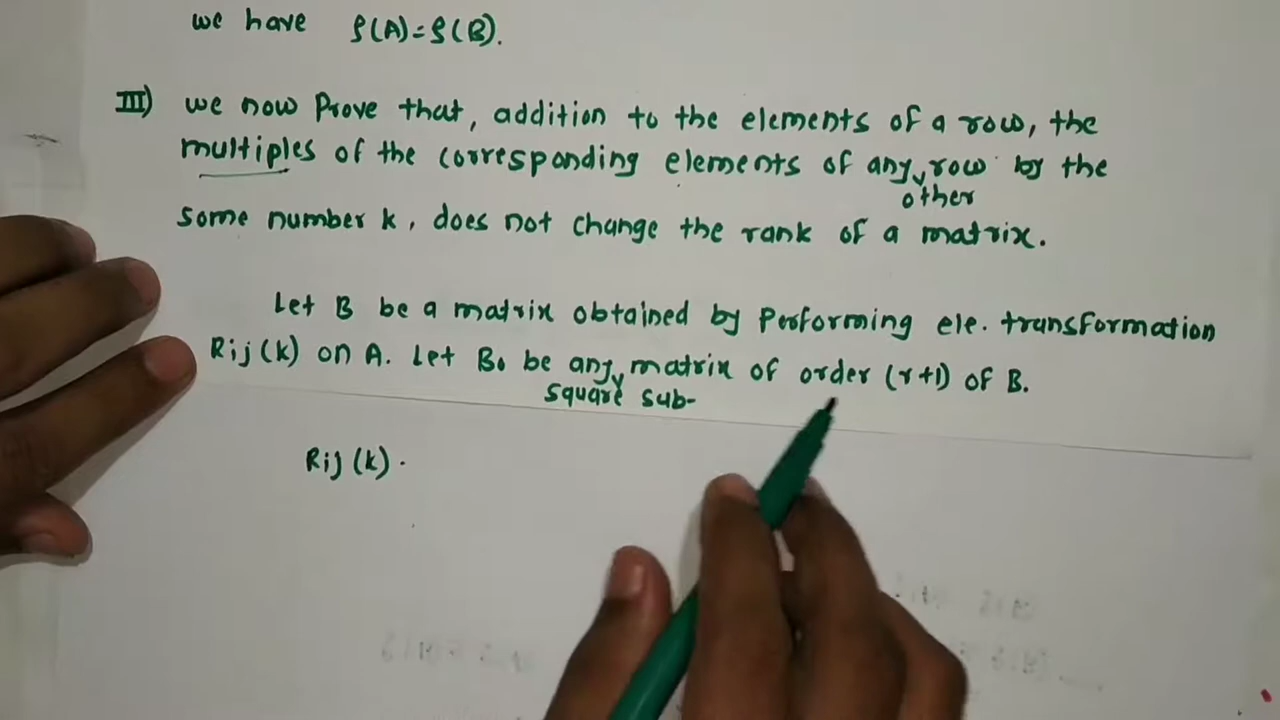 we have ρ(A)=ρ(B).
III) we now Prove that, addition to the elements of a row, the
multiples of the corresponding elements of any row by the
other
some number k, does not change the rank of a matrix.
Let B be a matrix obtained by Performing ele. transformation
Rij(k) on A. Let B₀ be any matrix of order (r+1) of B.
square sub-
Rij(k).